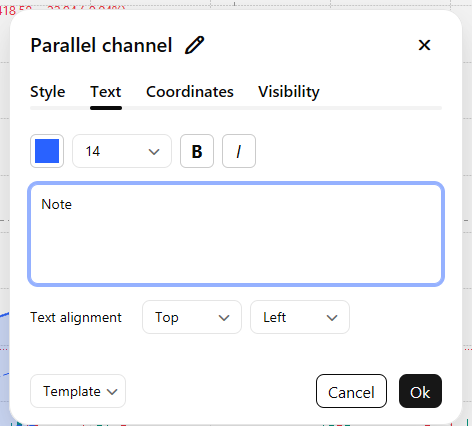 Parallel channel
Style Text Coordinates Visibility
14 B I
Note
Text alignment Top Left
Template Cancel Ok